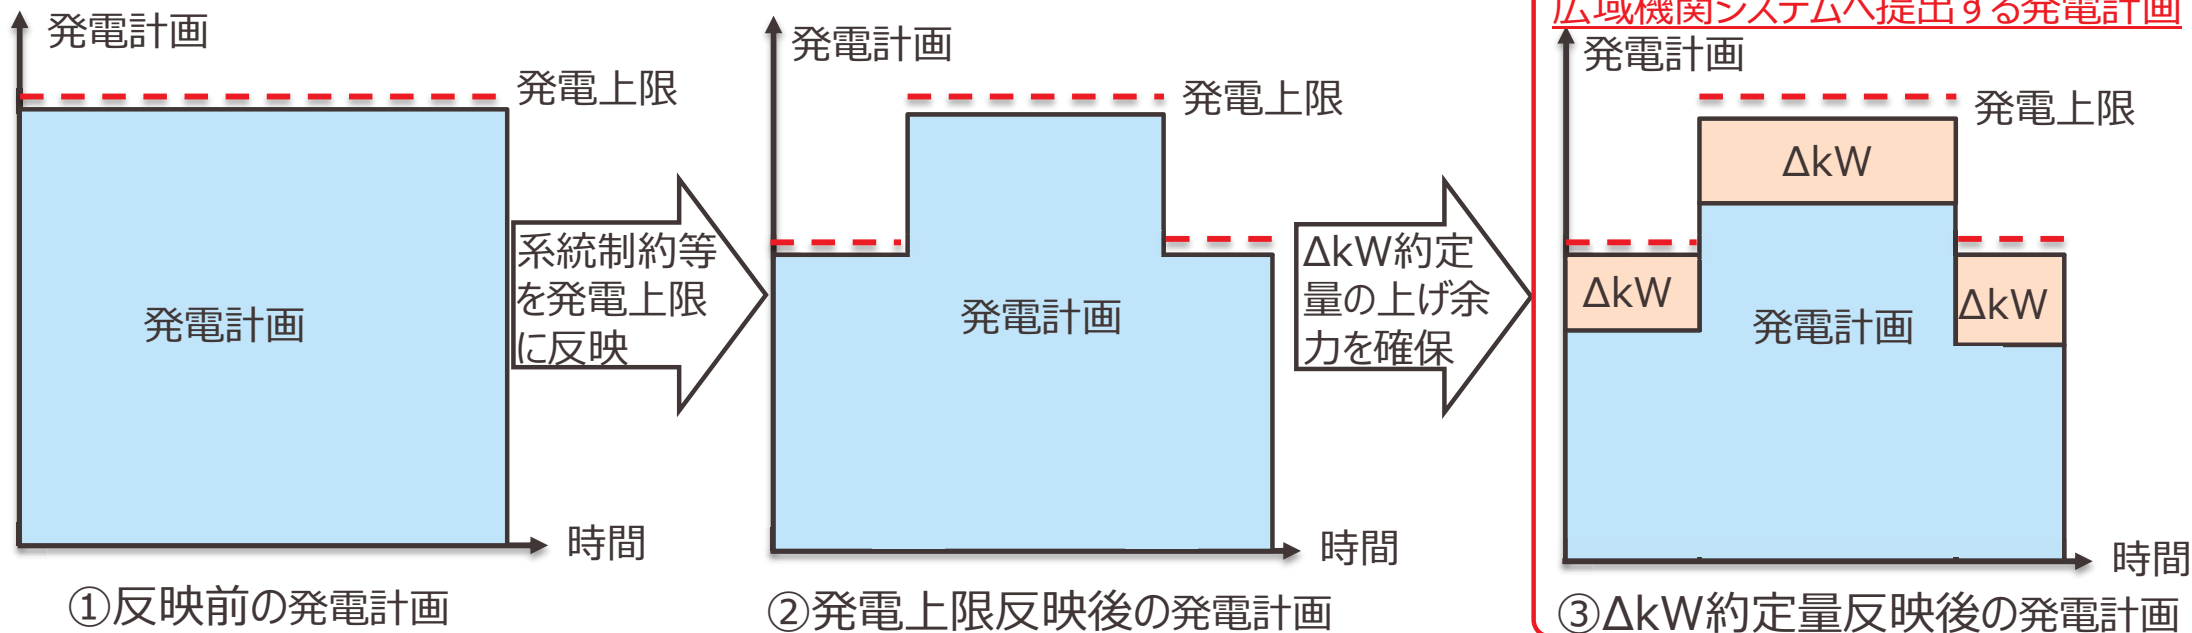 発電計画
発電上限
発電計画
時間
①反映前の発電計画
系統制約等
を発電上限
に反映
発電計画
発電上限
発電計画
時間
②発電上限反映後の発電計画
ΔkW約定
量の上げ余
力を確保
広域機関システムへ提出する発電計画
発電計画
発電上限
ΔkW
ΔkW
ΔkW
発電計画
時間
③ΔkW約定量反映後の発電計画